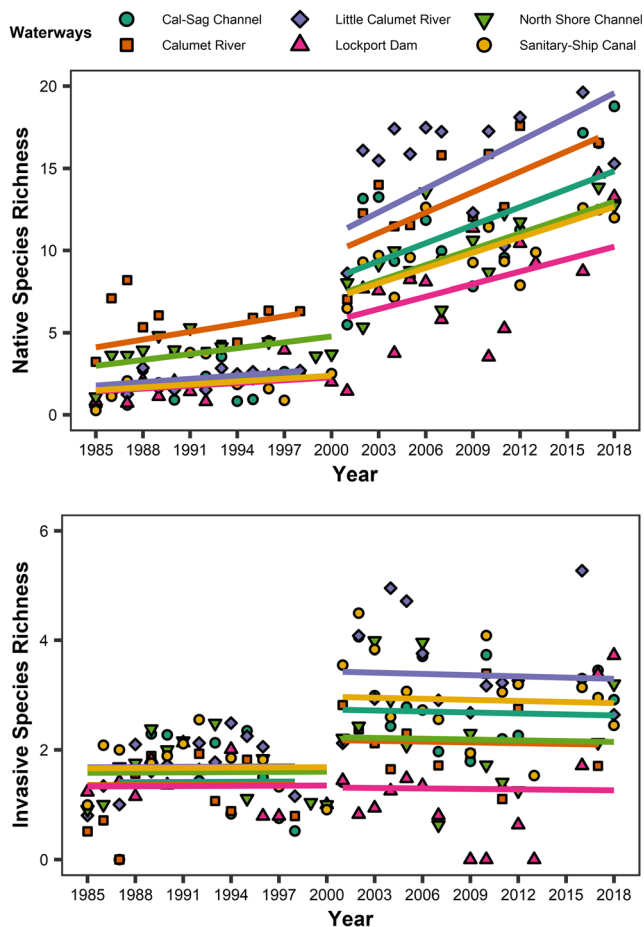 Waterways
Cal-Sag Channel Little Calumet River North Shore Channel
Calumet River Lockport Dam Sanitary-Ship Canal
Native Species Richness
20
15
10
5
0
1985 1988 1991 1994 1997 2000 2003 2006 2009 2012 2015 2018
Year
Invasive Species Richness
6
4
2
0
1985 1988 1991 1994 1997 2000 2003 2006 2009 2012 2015 2018
Year